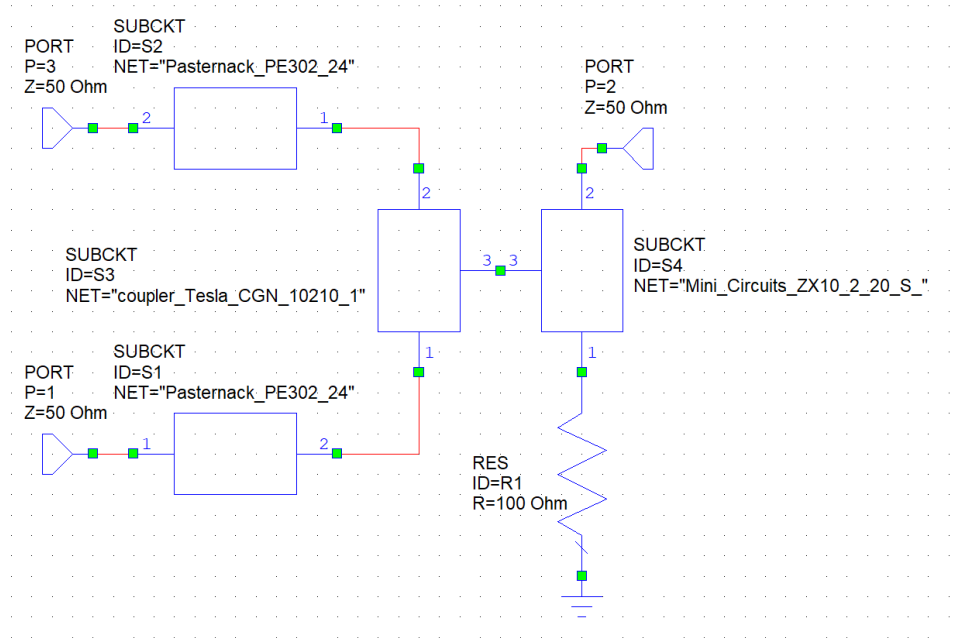 SUBCKT
ID=S2
NET="Pasternack_PE302_24"
PORT
P=3
Z=50 Ohm
2
1
PORT
P=2
Z=50 Ohm
2
2
SUBCKT
ID=S3
NET="coupler_Tesla_CGN_10210_1"
3
3
SUBCKT
ID=S4
NET="Mini_Circuits_ZX10_2_20_S_"
1
1
SUBCKT
ID=S1
NET="Pasternack_PE302_24"
PORT
P=1
Z=50 Ohm
1
2
RES
ID=R1
R=100 Ohm